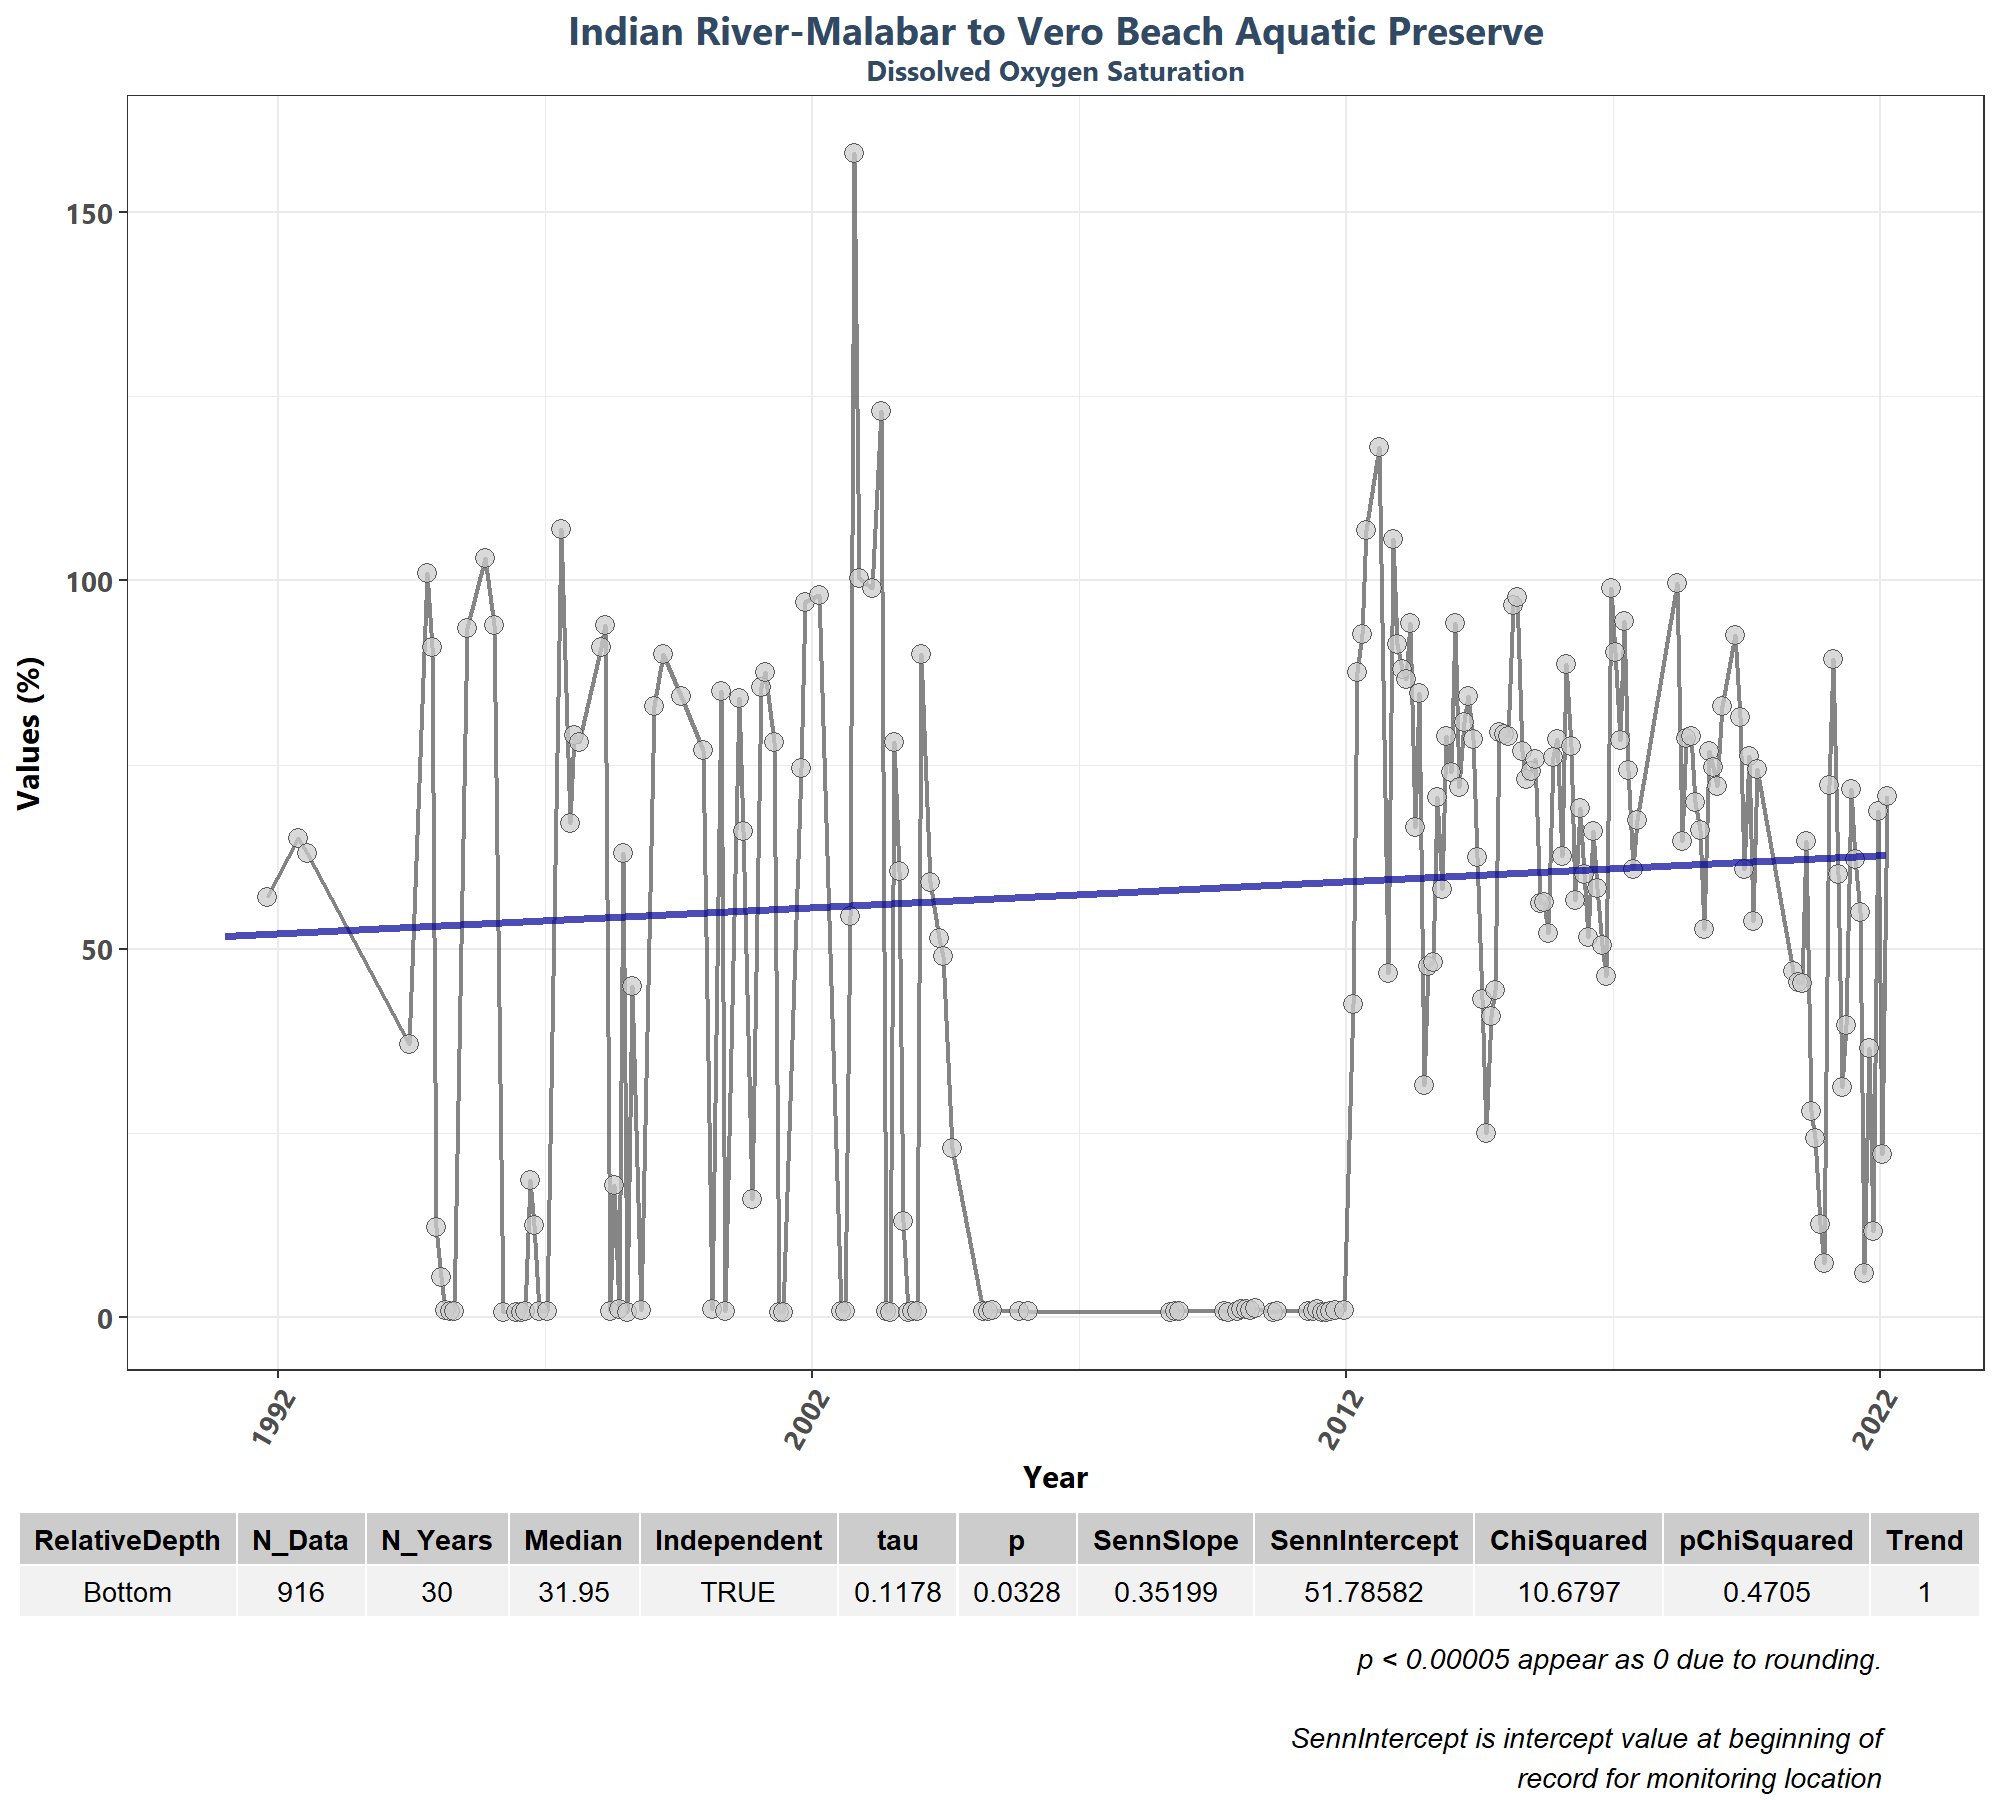 Indian River-Malabar to Vero Beach Aquatic Preserve
Dissolved Oxygen Saturation
Values (%)
150
100
50
0
1992
2002
2012
2022
Year
RelativeDepth N_Data N_Years Median Independent tau p SennSlope SennIntercept ChiSquared pChiSquared Trend
Bottom 916 30 31.95 TRUE 0.1178 0.0328 0.35199 51.78582 10.6797 0.4705 1
p < 0.00005 appear as 0 due to rounding.
SennIntercept is intercept value at beginning of
record for monitoring location